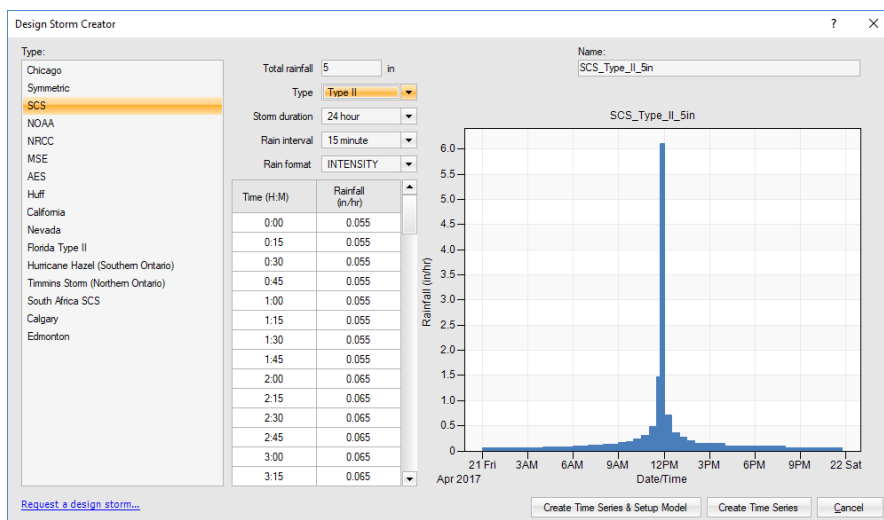 Design Storm Creator
?
Type:
Chicago
Symmetric
SCS
NOAA
NRCC
MSE
AES
Huff
California
Nevada
Florida Type II
Hurricane Hazel (Southern Ontario)
Timmins Storm (Northern Ontario)
South Africa SCS
Calgary
Edmonton
Request a design storm...
Total rainfall 5 in
Type Type II
Storm duration 24 hour
Rain interval 15 minute
Rain format INTENSITY
Time (H:M) Rainfall (in/hr)
0:00 0.055
0:15 0.055
0:30 0.055
0:45 0.055
1:00 0.055
1:15 0.055
1:30 0.055
1:45 0.055
2:00 0.065
2:15 0.065
2:30 0.065
2:45 0.065
3:00 0.065
3:15 0.065
Name:
SCS_Type_II_5in
SCS_Type_II_5in
Rainfall (in/hr)
6.0
5.5
5.0
4.5
4.0
3.5
3.0
2.5
2.0
1.5
1.0
0.5
0
21 Fri 3AM 6AM 9AM 12PM 3PM 6PM 9PM 22 Sat
Apr 2017 Date/Time
Create Time Series & Setup Model Create Time Series Cancel